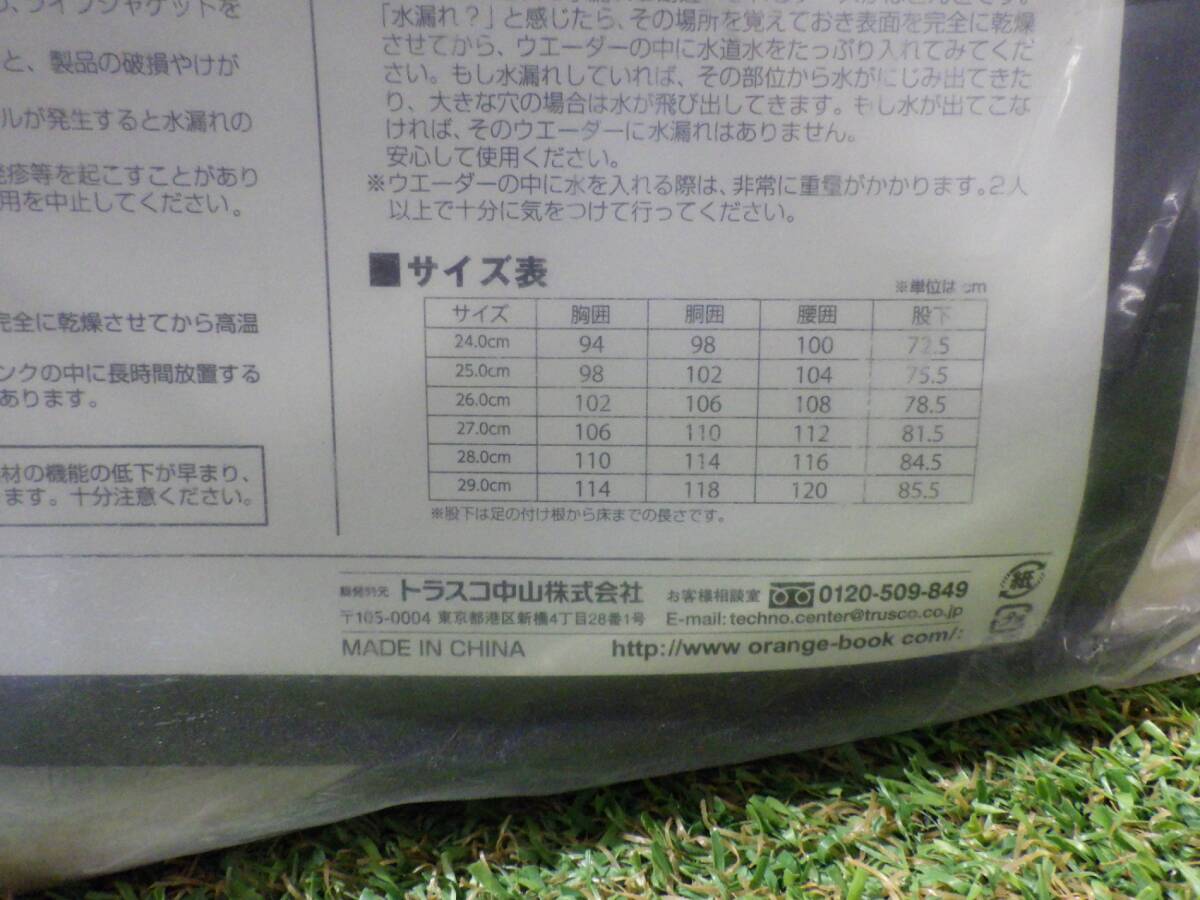 イフジャケットを
と、製品の破損やけが
ルが発生すると水漏れの
疹等を起こすことがあり
用を中止してください。
完全に乾燥させてから高温
ンクの中に長時間放置する
あります。
材の機能の低下が早まり、
ます。十分注意ください。
「水漏れ?」と感じたら、その場所を覚えておき表面を完全に乾燥
させてから、ウエーダーの中に水道水をたっぷり入れてみてくだ
さい。もし水漏れしていれば、その部位から水がにじみ出てきた
り、大きな穴の場合は水が飛び出してきます。もし水が出てこな
ければ、そのウエーダーに水漏れはありません。
安心して使用ください。
※ウエーダーの中に水を入れる際は、非常に重量がかかります。2人
以上で十分に気をつけて行ってください。
■サイズ表
※単位は cm
サイズ 胸囲 胴囲 腰囲 股下
24.0cm 94 98 100 72.5
25.0cm 98 102 104 75.5
26.0cm 102 106 108 78.5
27.0cm 106 110 112 81.5
28.0cm 110 114 116 84.5
29.0cm 114 118 120 85.5
※股下は足の付け根から床までの長さです。
トラスコ中山株式会社 お客様相談室 0120-509-849
〒105-0004 東京都港区新橋4丁目28番1号 E-mail:techno.center@trusco.co.jp
MADE IN CHINA http://www orange-book com/
紙
プラ